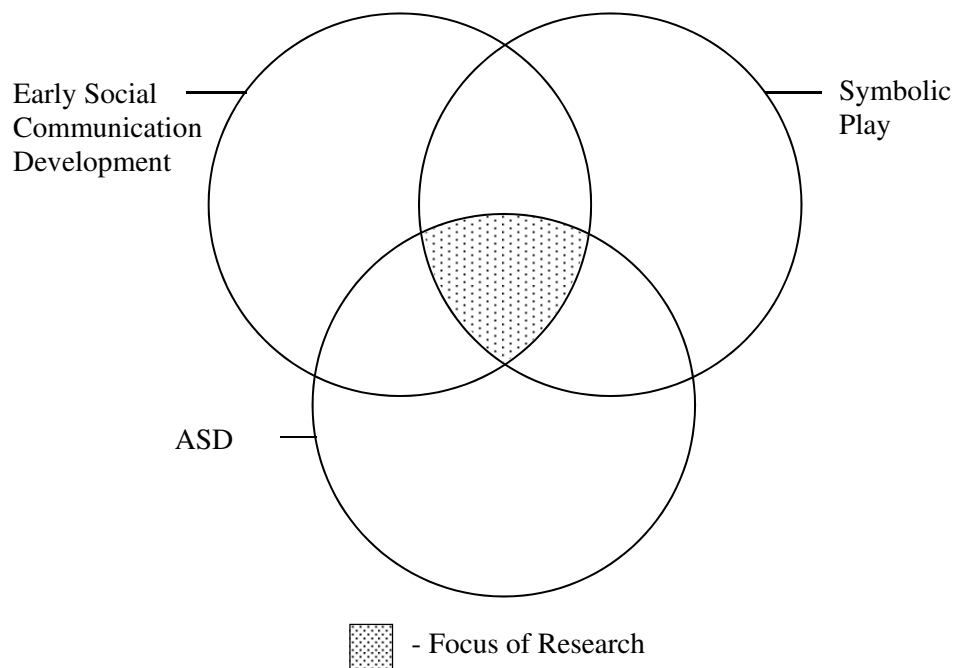 Early Social
Communication
Development
Symbolic
Play
ASD
- Focus of Research